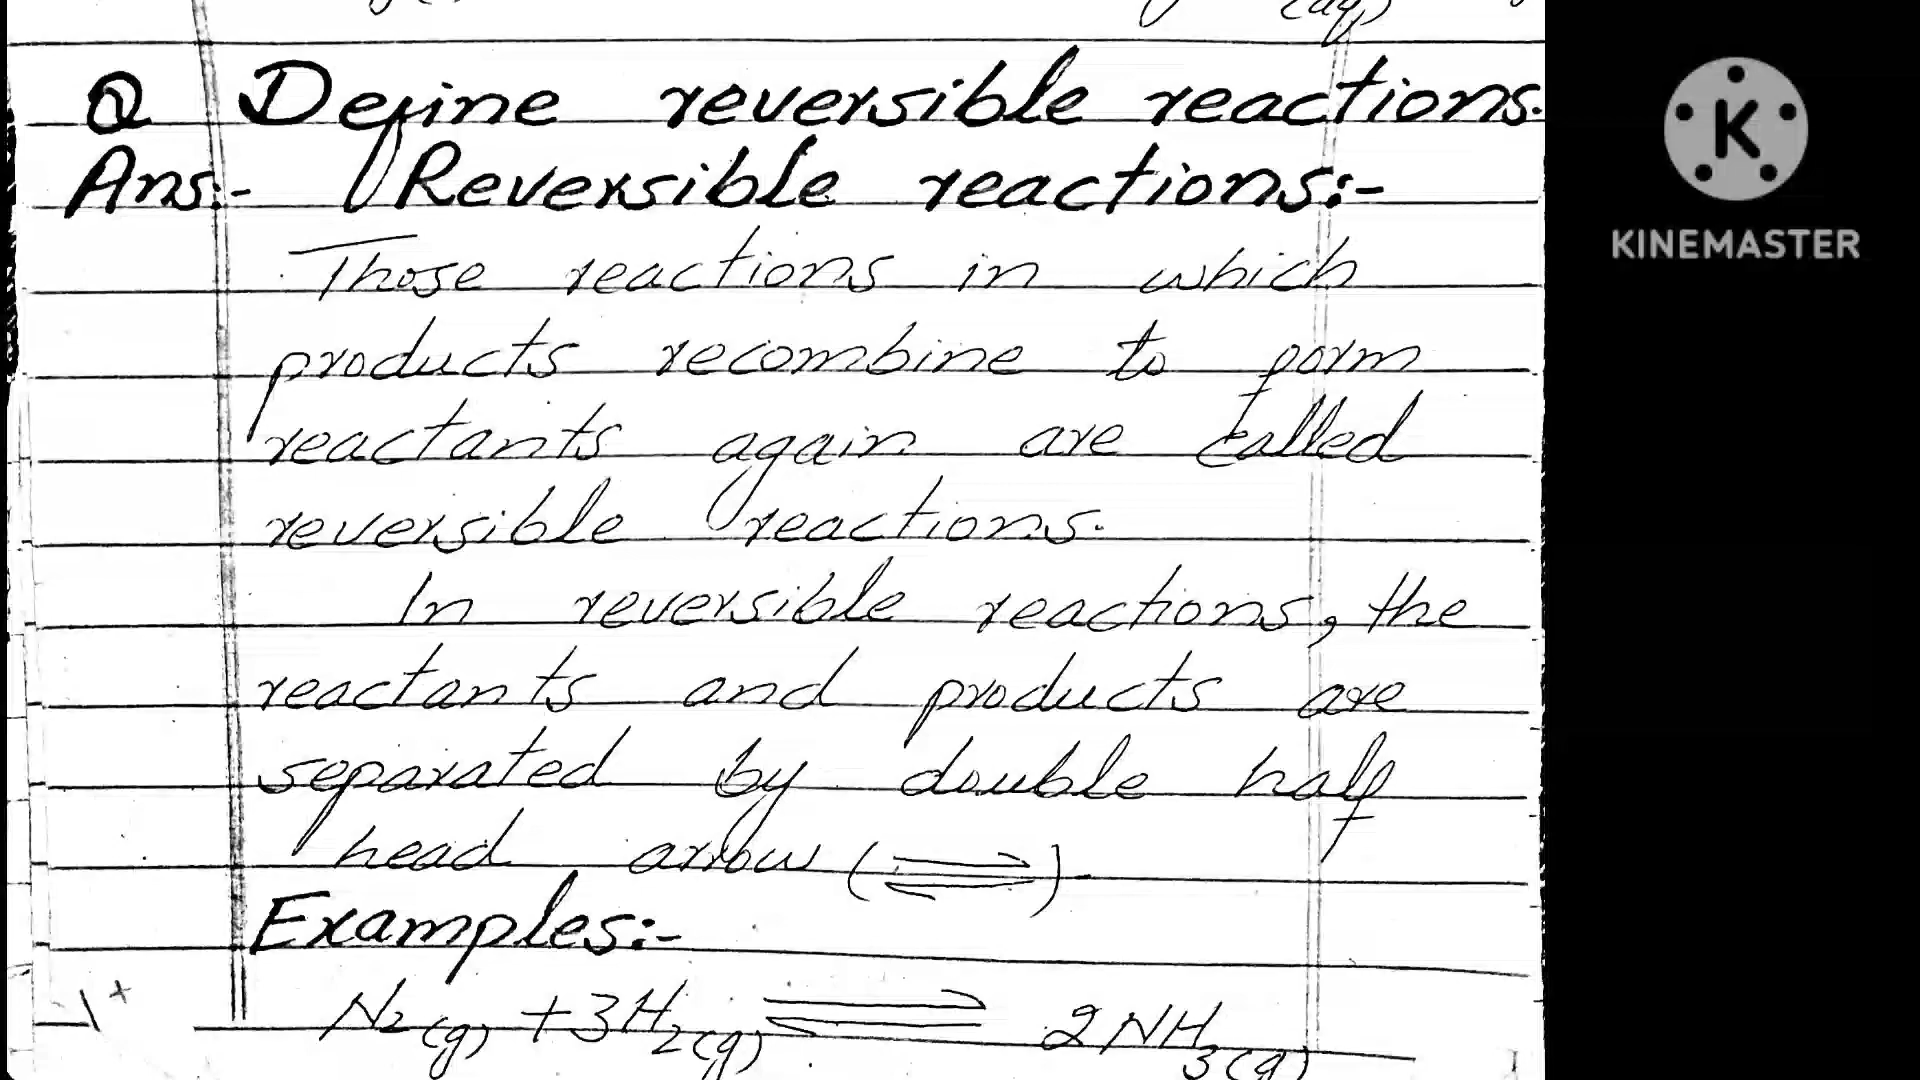 (aq)
Q Define reversible reactions.
Ans:- Reversible reactions:-
Those reactions in which
products recombine to form
reactants again are called
reversible reactions.
In reversible reactions, the
reactants and products are
separated by double half
head arrow (⇌).
Examples:-
N₂(g) + 3H₂(g) ⇌ 2NH₃(g)
K
KINEMASTER